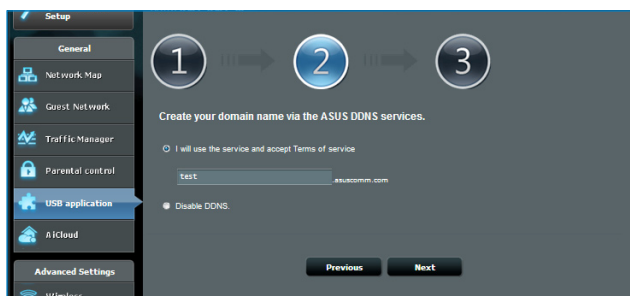 Setup
General
Network Map
Guest Network
Traffic Manager
Parental control
USB application
AiCloud
Advanced Settings
Wireless
1
2
3
Create your domain name via the ASUS DDNS services.
I will use the service and accept Terms of service
test .asuscomm.com
Disable DDNS.
Previous Next